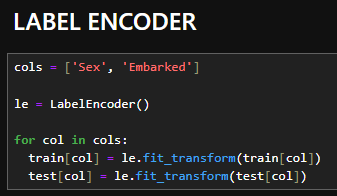 LABEL ENCODER
cols = ['Sex', 'Embarked']
le = LabelEncoder()
for col in cols:
  train[col] = le.fit_transform(train[col])
  test[col] = le.fit_transform(test[col])